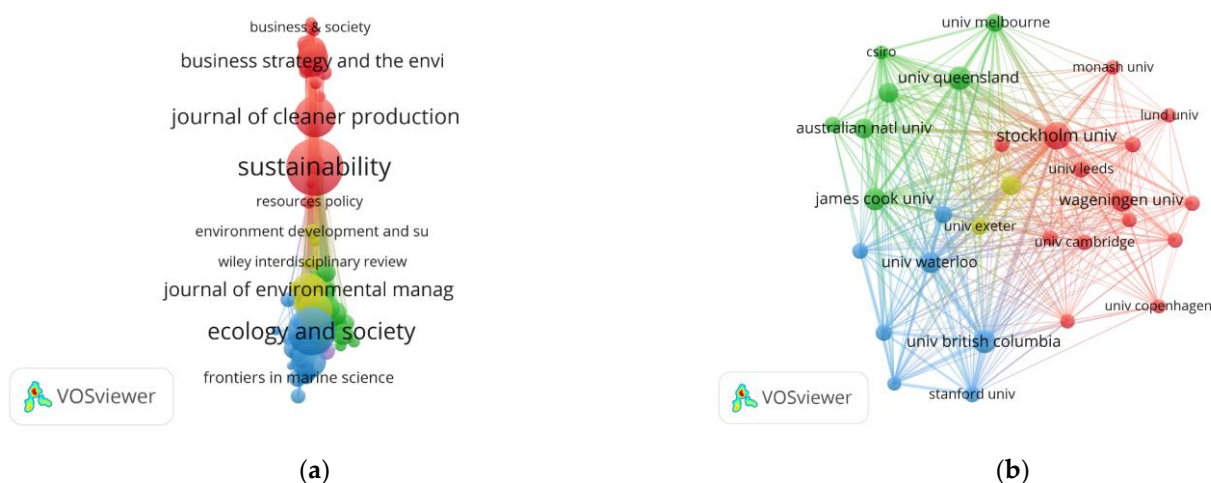 business & society
business strategy and the envi
journal of cleaner production
sustainability
resources policy
environment development and su
wiley interdisciplinary review
journal of environmental manag
ecology and society
frontiers in marine science
VOSviewer
(a)
univ melbourne
csiro
univ queensland
monash univ
lund univ
australian natl univ
stockholm univ
univ leeds
james cook univ
wageningen univ
univ exeter
univ cambridge
univ waterloo
univ copenhagen
univ british columbia
stanford univ
VOSviewer
(b)